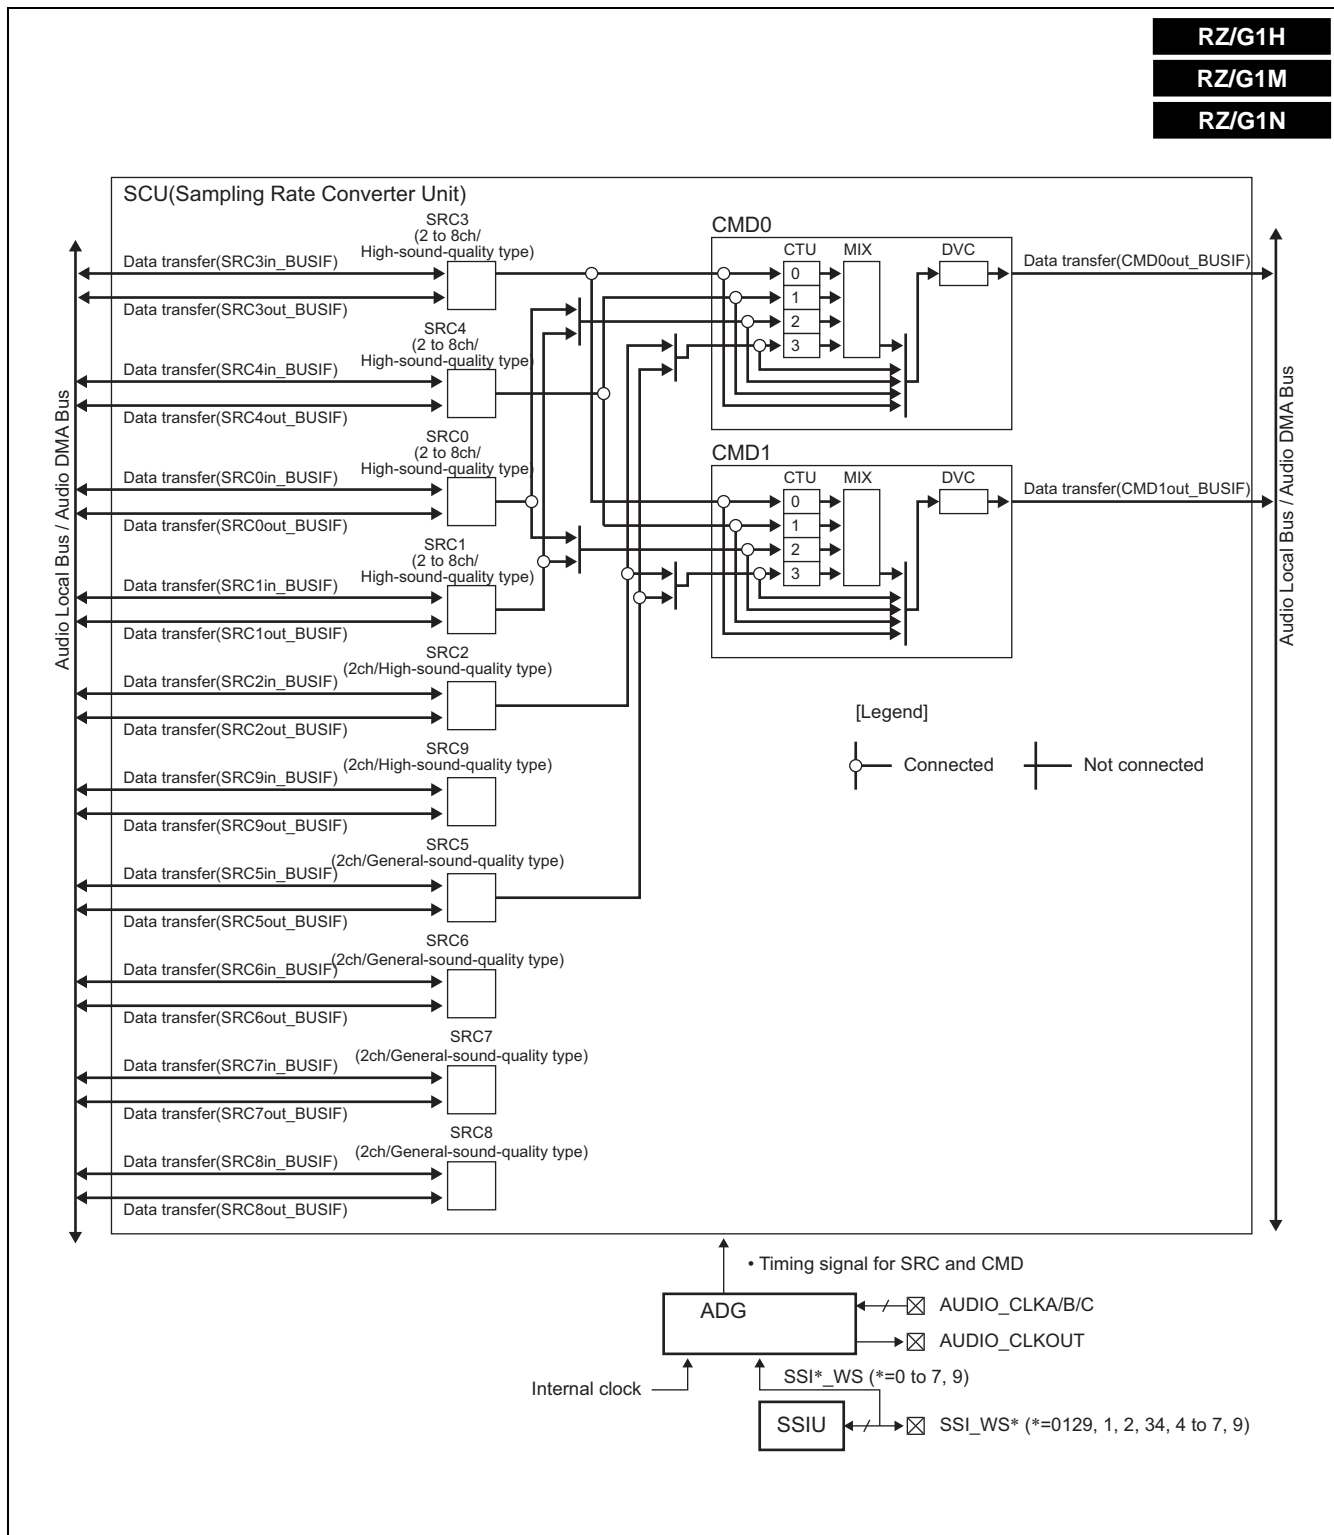 RZ/G1H
RZ/G1M
RZ/G1N
SCU(Sampling Rate Converter Unit)
Audio Local Bus / Audio DMA Bus
SRC3
(2 to 8ch/
High-sound-quality type)
Data transfer(SRC3in_BUSIF)
Data transfer(SRC3out_BUSIF)
SRC4
(2 to 8ch/
High-sound-quality type)
Data transfer(SRC4in_BUSIF)
Data transfer(SRC4out_BUSIF)
SRC0
(2 to 8ch/
High-sound-quality type)
Data transfer(SRC0in_BUSIF)
Data transfer(SRC0out_BUSIF)
SRC1
(2 to 8ch/
High-sound-quality type)
Data transfer(SRC1in_BUSIF)
Data transfer(SRC1out_BUSIF)
SRC2
(2ch/High-sound-quality type)
Data transfer(SRC2in_BUSIF)
Data transfer(SRC2out_BUSIF)
SRC9
(2ch/High-sound-quality type)
Data transfer(SRC9in_BUSIF)
Data transfer(SRC9out_BUSIF)
SRC5
(2ch/General-sound-quality type)
Data transfer(SRC5in_BUSIF)
Data transfer(SRC5out_BUSIF)
SRC6
(2ch/General-sound-quality type)
Data transfer(SRC6in_BUSIF)
Data transfer(SRC6out_BUSIF)
SRC7
(2ch/General-sound-quality type)
Data transfer(SRC7in_BUSIF)
Data transfer(SRC7out_BUSIF)
SRC8
(2ch/General-sound-quality type)
Data transfer(SRC8in_BUSIF)
Data transfer(SRC8out_BUSIF)
CMD0
CTU MIX DVC
0
1
2
3
Data transfer(CMD0out_BUSIF)
CMD1
CTU MIX DVC
0
1
2
3
Data transfer(CMD1out_BUSIF)
Audio Local Bus / Audio DMA Bus
[Legend]
Connected
Not connected
• Timing signal for SRC and CMD
ADG
AUDIO_CLKA/B/C
AUDIO_CLKOUT
Internal clock
SSI*_WS (*=0 to 7, 9)
SSIU
SSI_WS* (*=0129, 1, 2, 34, 4 to 7, 9)